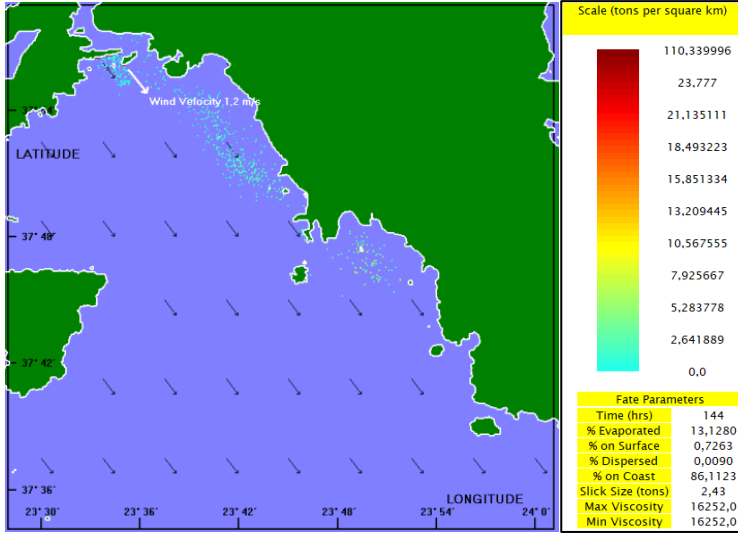 Scale (tons per square km)
110,339996
23,777
21,135111
18,493223
15,851334
13,209445
10,567555
7,925667
5,283778
2,641889
0,0
Wind Velocity 1,2 m/s
LATITUDE
37° 48'
37° 42'
37° 36'
LONGITUDE
23° 30' 23° 36' 23° 42' 23° 48' 23° 54' 24° 0'
Fate Parameters
Time (hrs) 144
% Evaporated 13,1280
% on Surface 0,7263
% Dispersed 0,0090
% on Coast 86,1123
Slick Size (tons) 2,43
Max Viscosity 16252,0
Min Viscosity 16252,0